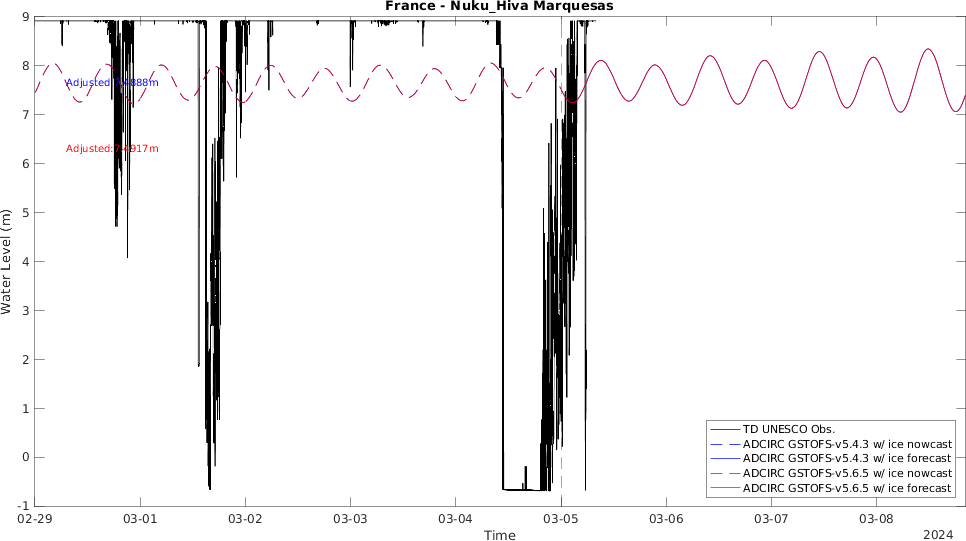 France - Nuku_Hiva Marquesas
9
8
7
6
5
4
3
2
1
0
-1
Water Level (m)
Adjusted:
Adjusted:
TD UNESCO Obs.
ADCIRC GSTOFS-v5.4.3 w/ ice nowcast
ADCIRC GSTOFS-v5.4.3 w/ ice forecast
ADCIRC GSTOFS-v5.6.5 w/ ice nowcast
ADCIRC GSTOFS-v5.6.5 w/ ice forecast
02-29 03-01 03-02 03-03 03-04 03-05 03-06 03-07 03-08
Time
2024